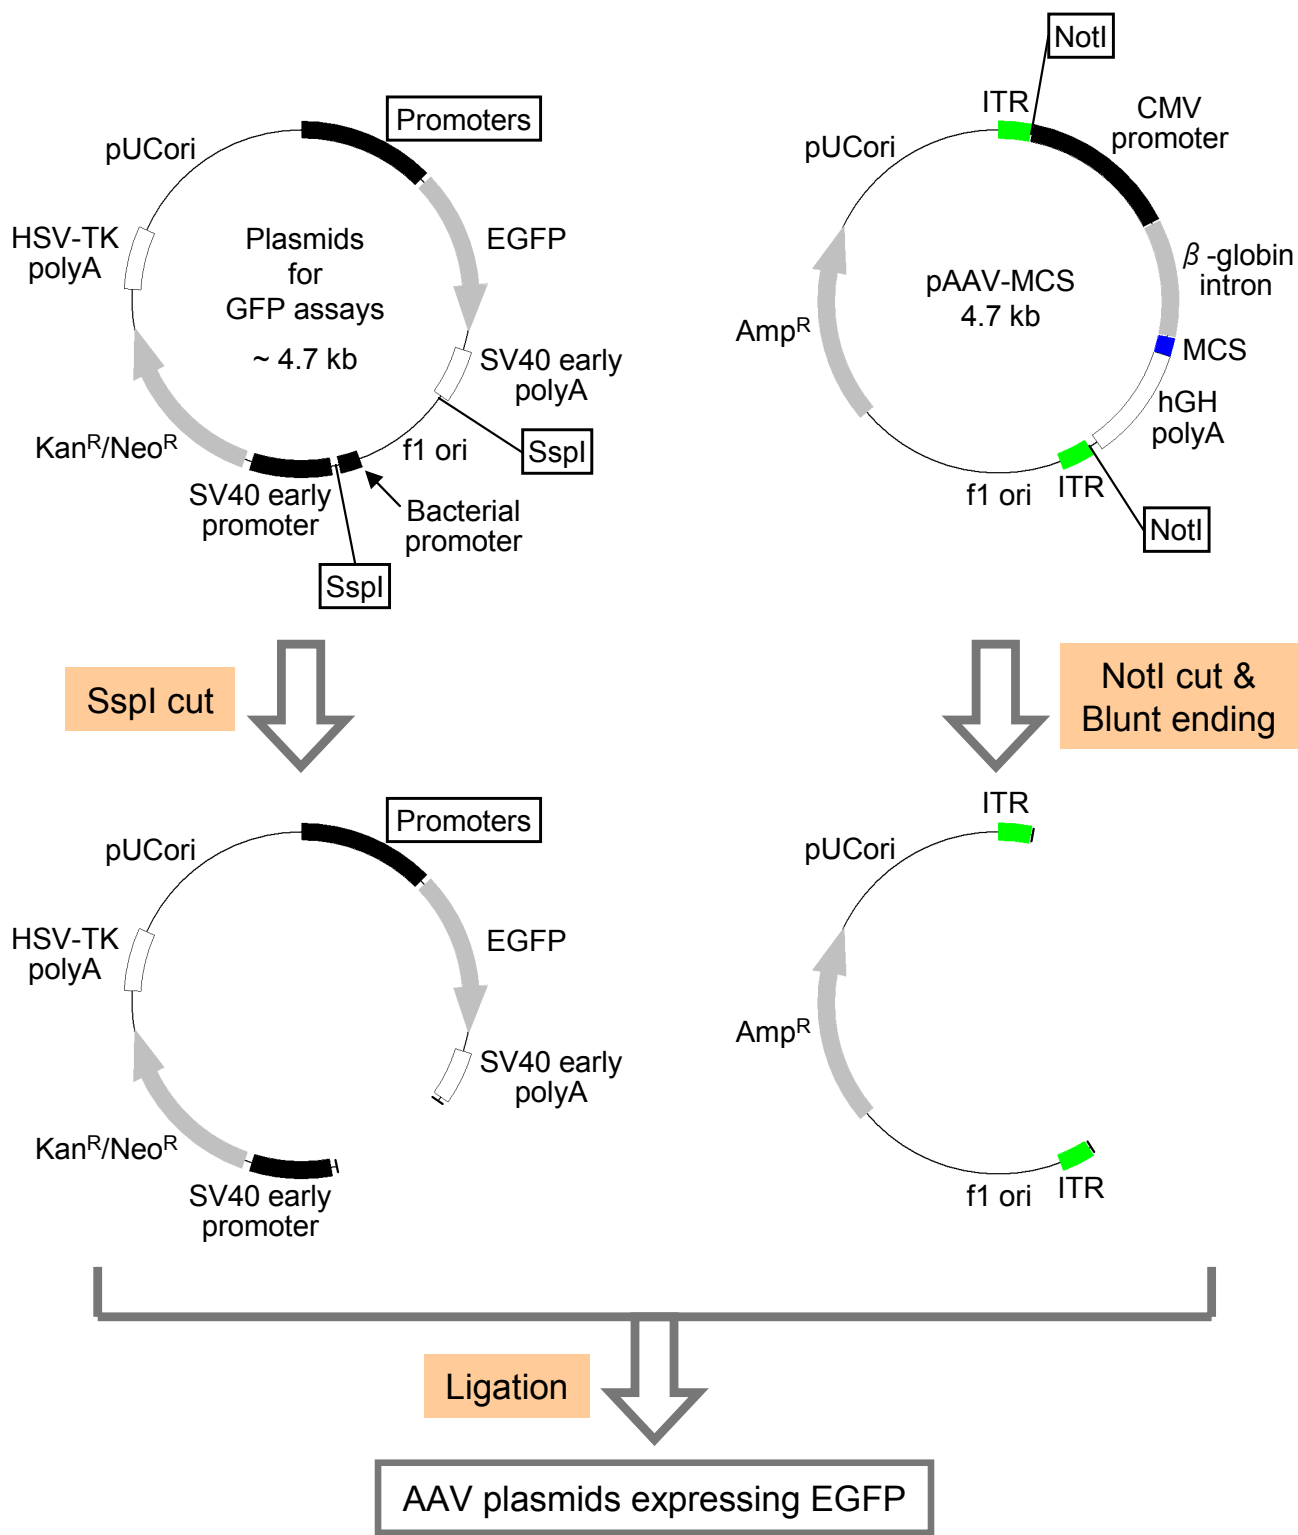 NotI
ITR
CMV
promoter
Promoters
pUCori
pUCori
HSV-TK
polyA
Plasmids
for
GFP assays
~ 4.7 kb
EGFP
β-globin
intron
pAAV-MCS
4.7 kb
AmpR
MCS
SV40 early
polyA
hGH
polyA
KanR/NeoR
f1 ori
SspI
SV40 early
promoter
Bacterial
promoter
f1 ori
ITR
NotI
SspI
SspI cut
NotI cut &
Blunt ending
Promoters
ITR
pUCori
pUCori
HSV-TK
polyA
EGFP
AmpR
SV40 early
polyA
KanR/NeoR
SV40 early
promoter
f1 ori
ITR
Ligation
AAV plasmids expressing EGFP